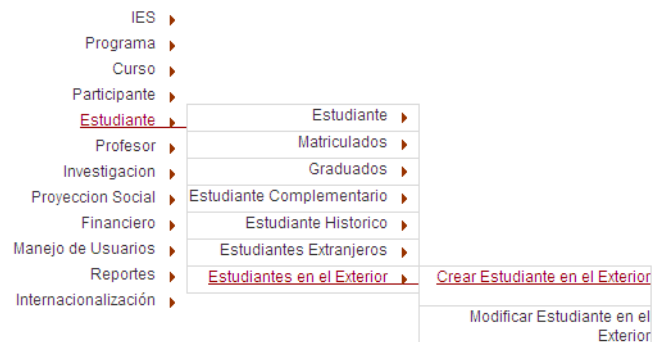 IES
Programa
Curso
Participante
Estudiante
Profesor
Investigacion
Proyeccion Social
Financiero
Manejo de Usuarios
Reportes
Internacionalización
Estudiante
Matriculados
Graduados
Estudiante Complementario
Estudiante Historico
Estudiantes Extranjeros
Estudiantes en el Exterior
Crear Estudiante en el Exterior
Modificar Estudiante en el
Exterior